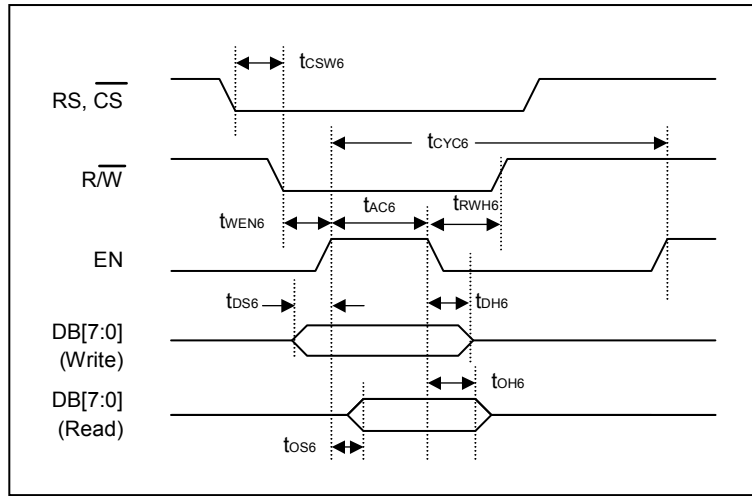 tCSW6
RS, C̅S̅
tCYC6
R/W̅
tAC6
tRWH6
tWEN6
EN
tDS6
tDH6
DB[7:0]
(Write)
tOH6
DB[7:0]
(Read)
tOS6